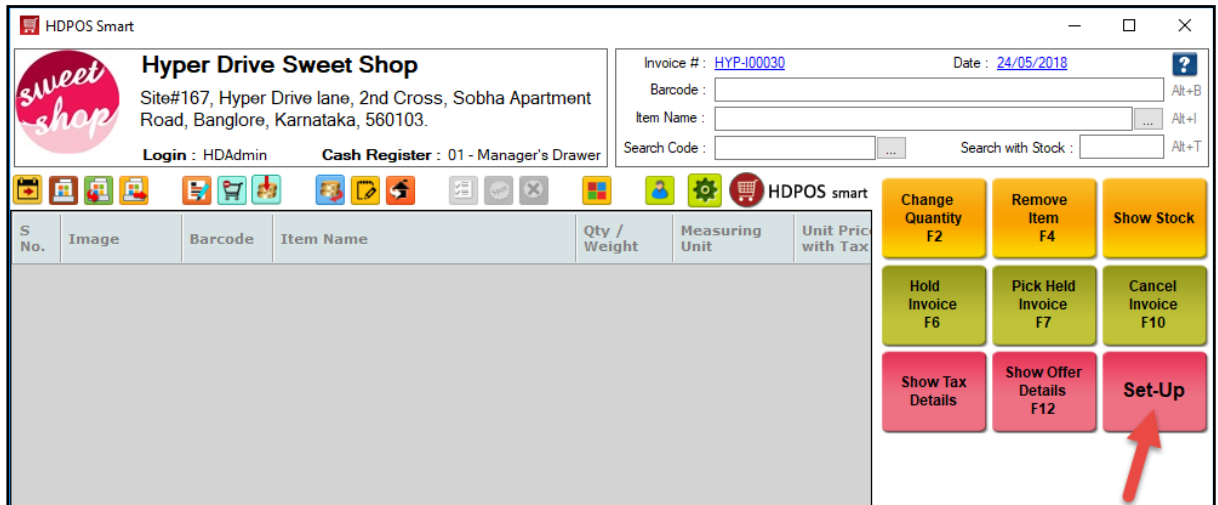 HDPOS Smart
sweet
shop
Hyper Drive Sweet Shop
Site#167, Hyper Drive lane, 2nd Cross, Sobha Apartment
Road, Banglore, Karnataka, 560103.
Login : HDAdmin Cash Register : 01 - Manager's Drawer
Invoice # : HYP-I00030 Date : 24/05/2018 ?
Barcode : Alt+B
Item Name : ... Alt+I
Search Code : ... Search with Stock : Alt+T
HDPOS smart
S
No.
Image
Barcode
Item Name
Qty /
Weight
Measuring
Unit
Unit Pric
with Tax
Change
Quantity
F2
Remove
Item
F4
Show Stock
Hold
Invoice
F6
Pick Held
Invoice
F7
Cancel
Invoice
F10
Show Tax
Details
Show Offer
Details
F12
Set-Up